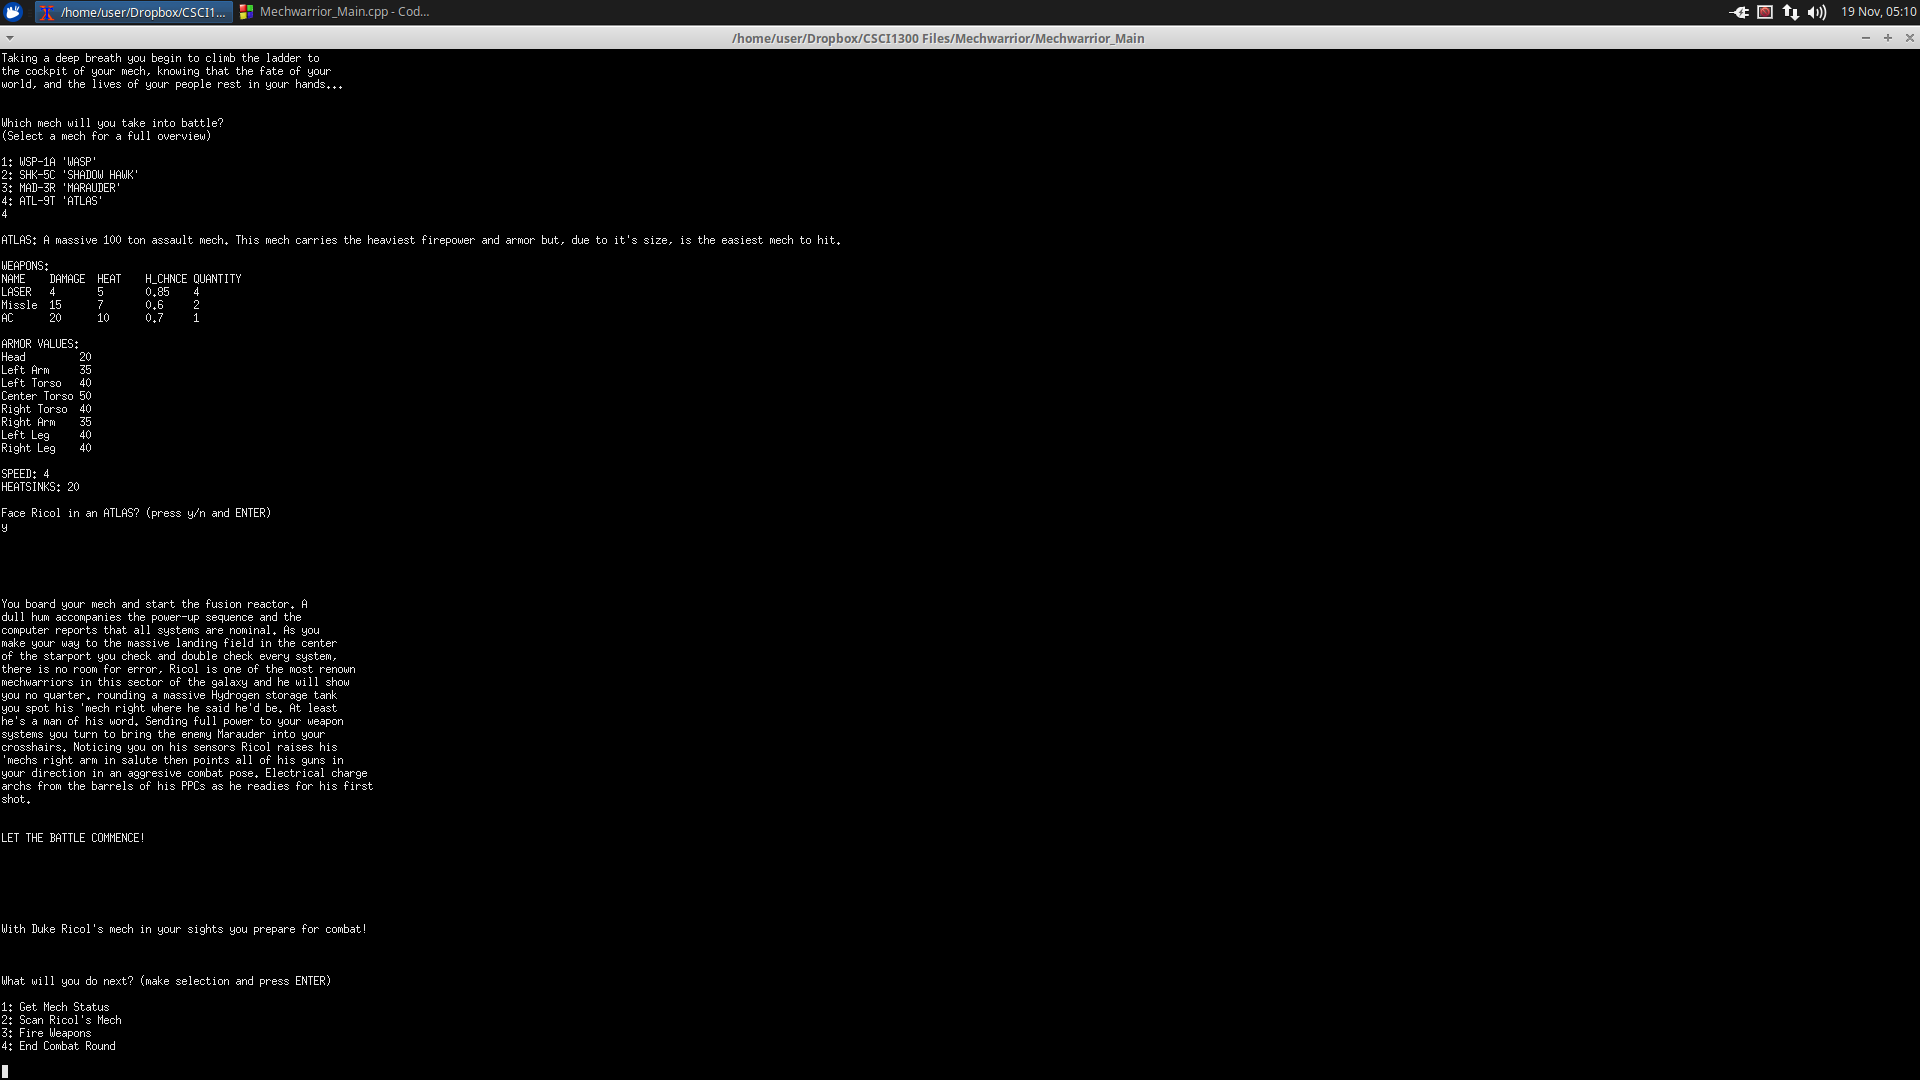 /home/user/Dropbox/CSCI1...
Mechwarrior_Main.cpp - Cod...
19 Nov, 05:10
/home/user/Dropbox/CSCI1300 Files/Mechwarrior/Mechwarrior_Main
Taking a deep breath you begin to climb the ladder to
the cockpit of your mech, knowing that the fate of your
world, and the lives of your people rest in your hands...
Which mech will you take into battle?
(Select a mech for a full overview)
1: WSP-1A 'WASP'
2: SHK-5C 'SHADOW HAWK'
3: MAD-3R 'MARAUDER'
4: ATL-9T 'ATLAS'
4
ATLAS: A massive 100 ton assault mech. This mech carries the heaviest firepower and armor but, due to it's size, is the easiest mech to hit.
WEAPONS:
NAME DAMAGE HEAT H_CHNCE QUANTITY
LASER 4 5 0.85 4
Missle 15 7 0.6 2
AC 20 10 0.7 1
ARMOR VALUES:
Head 20
Left Arm 35
Left Torso 40
Center Torso 50
Right Torso 40
Right Arm 35
Left Leg 40
Right Leg 40
SPEED: 4
HEATSINKS: 20
Face Ricol in an ATLAS? (press y/n and ENTER)
y
You board your mech and start the fusion reactor. A
dull hum accompanies the power-up sequence and the
computer reports that all systems are nominal. As you
make your way to the massive landing field in the center
of the starport you check and double check every system,
there is no room for error, Ricol is one of the most renown
mechwarriors in this sector of the galaxy and he will show
you no quarter. rounding a massive Hydrogen storage tank
you spot his 'mech right where he said he'd be. At least
he's a man of his word. Sending full power to your weapon
systems you turn to bring the enemy Marauder into your
crosshairs. Noticing you on his sensors Ricol raises his
'mechs right arm in salute then points all of his guns in
your direction in an aggresive combat pose. Electrical charge
archs from the barrels of his PPCs as he readies for his first
shot.
LET THE BATTLE COMMENCE!
With Duke Ricol's mech in your sights you prepare for combat!
What will you do next? (make selection and press ENTER)
1: Get Mech Status
2: Scan Ricol's Mech
3: Fire Weapons
4: End Combat Round